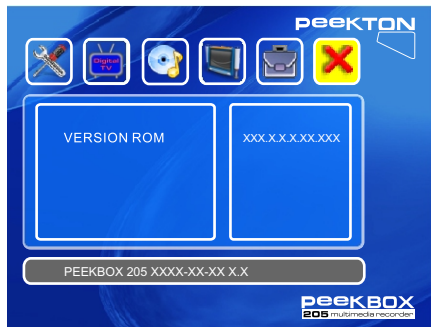 PEEKTON
Digital
TV
VERSION ROM
XXX.X.X.X.XX.XXX
PEEKBOX 205 XXXX-XX-XX X.X
PEEKBOX
205 multimedia recorder